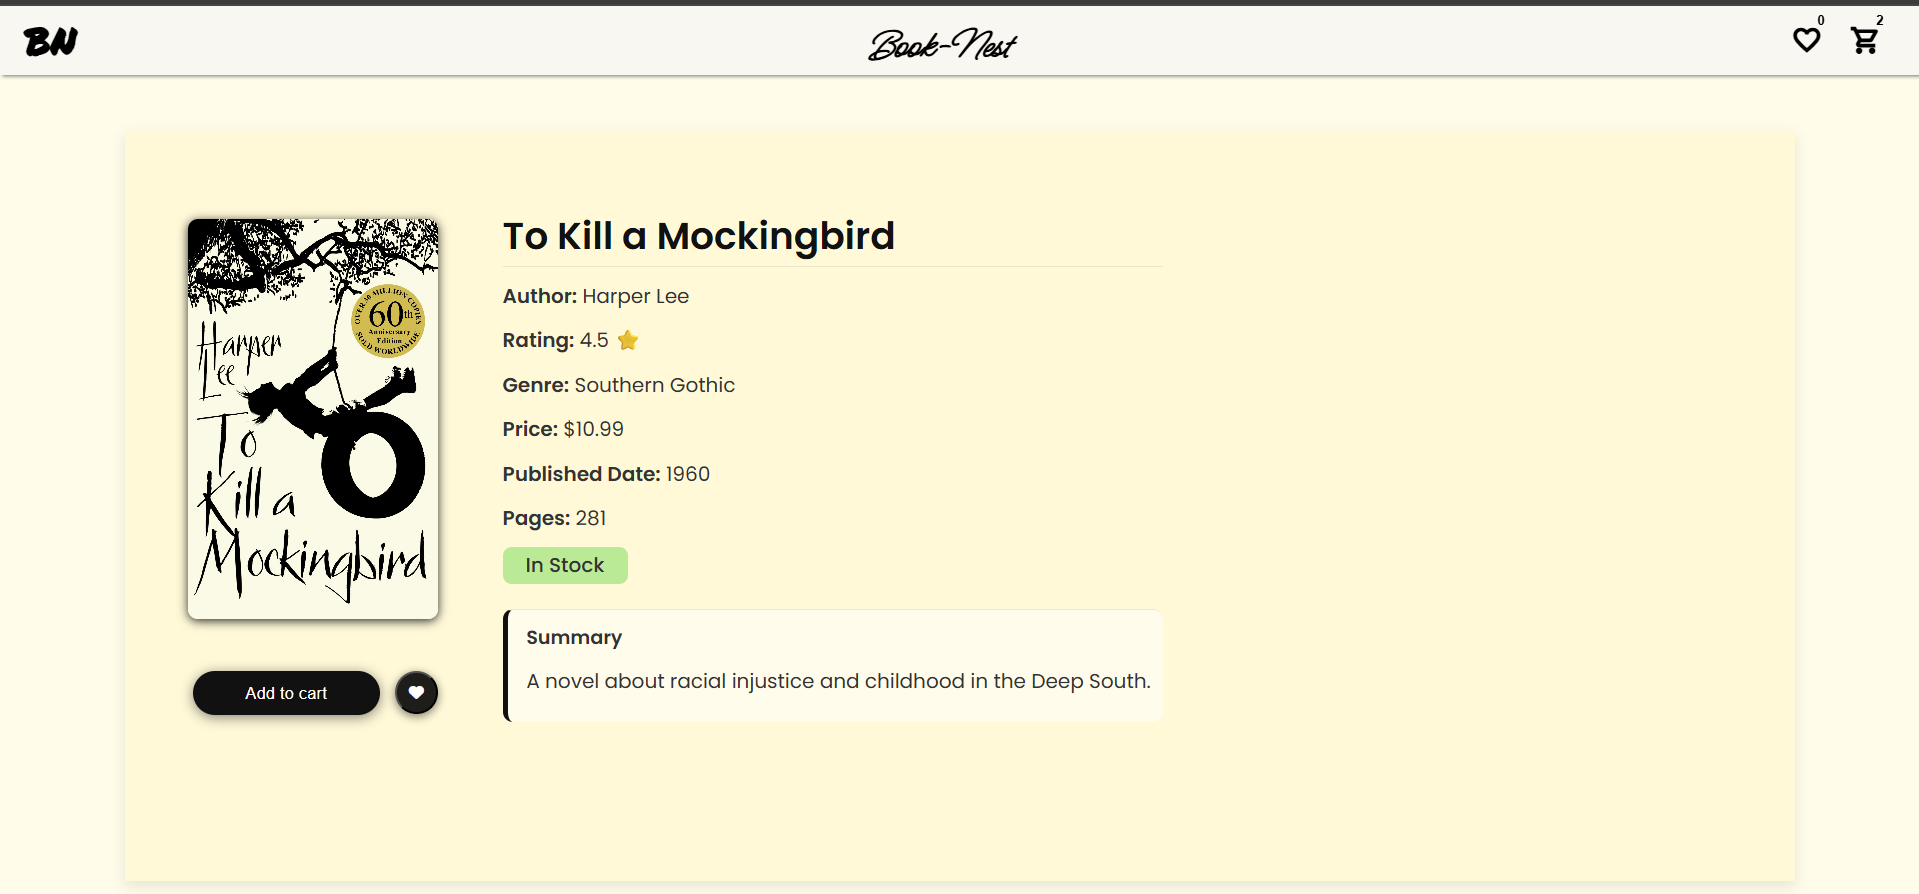 BN
Book-Nest
0
2
To Kill a Mockingbird
Author: Harper Lee
Rating: 4.5
Genre: Southern Gothic
Price: $10.99
Published Date: 1960
Pages: 281
In Stock
Summary
A novel about racial injustice and childhood in the Deep South.
OVER 30 MILLION COPIES
60th
Anniversary
Edition
SOLD WORLDWIDE
Harper
Lee
To
Kill a
Mockingbird
Add to cart